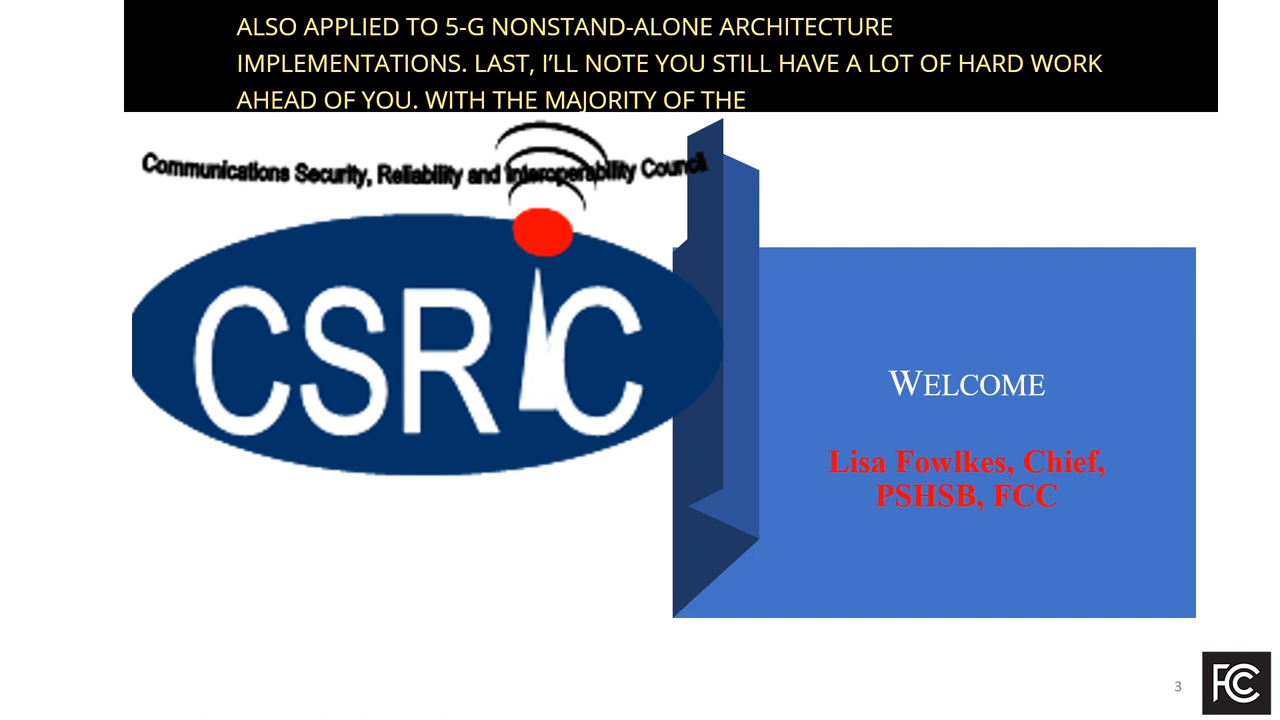 ALSO APPLIED TO 5-G NONSTAND-ALONE ARCHITECTURE
IMPLEMENTATIONS. LAST, I’LL NOTE YOU STILL HAVE A LOT OF HARD WORK
AHEAD OF YOU. WITH THE MAJORITY OF THE
Communications Security, Reliability and Interoperability Council
CSRIC
WELCOME
Lisa Fowlkes, Chief,
PSHSB, FCC
3
FCC